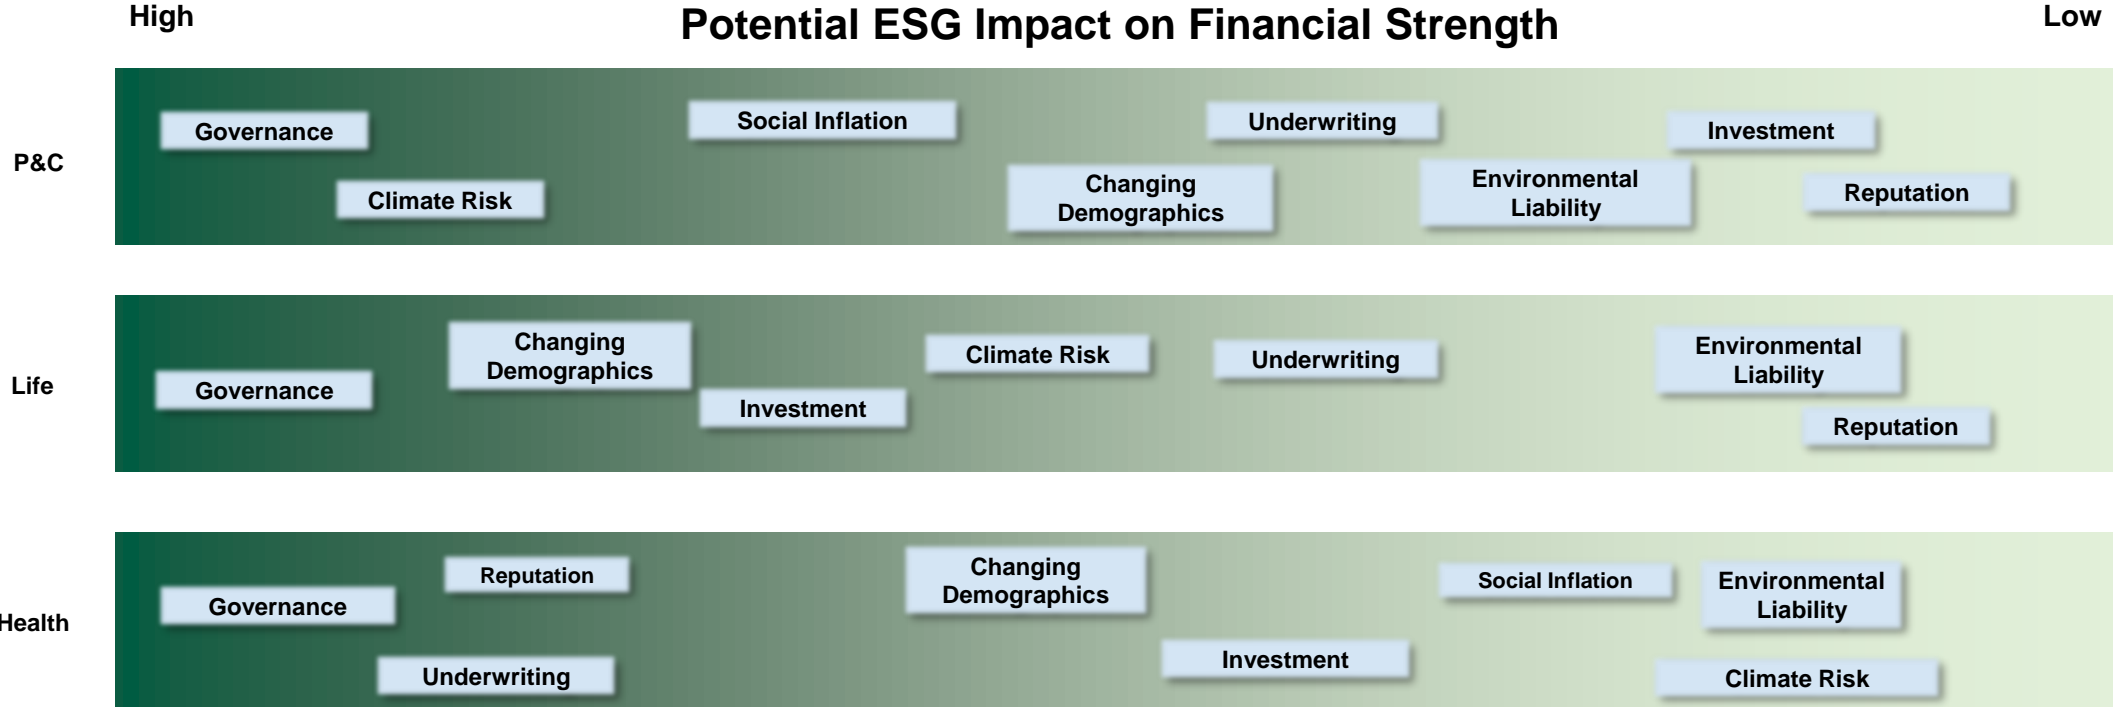 High
Potential ESG Impact on Financial Strength
Low
P&C
Governance
Climate Risk
Social Inflation
Changing
Demographics
Underwriting
Environmental
Liability
Investment
Reputation
Life
Governance
Changing
Demographics
Investment
Climate Risk
Underwriting
Environmental
Liability
Reputation
Health
Governance
Reputation
Underwriting
Changing
Demographics
Investment
Social Inflation
Environmental
Liability
Climate Risk